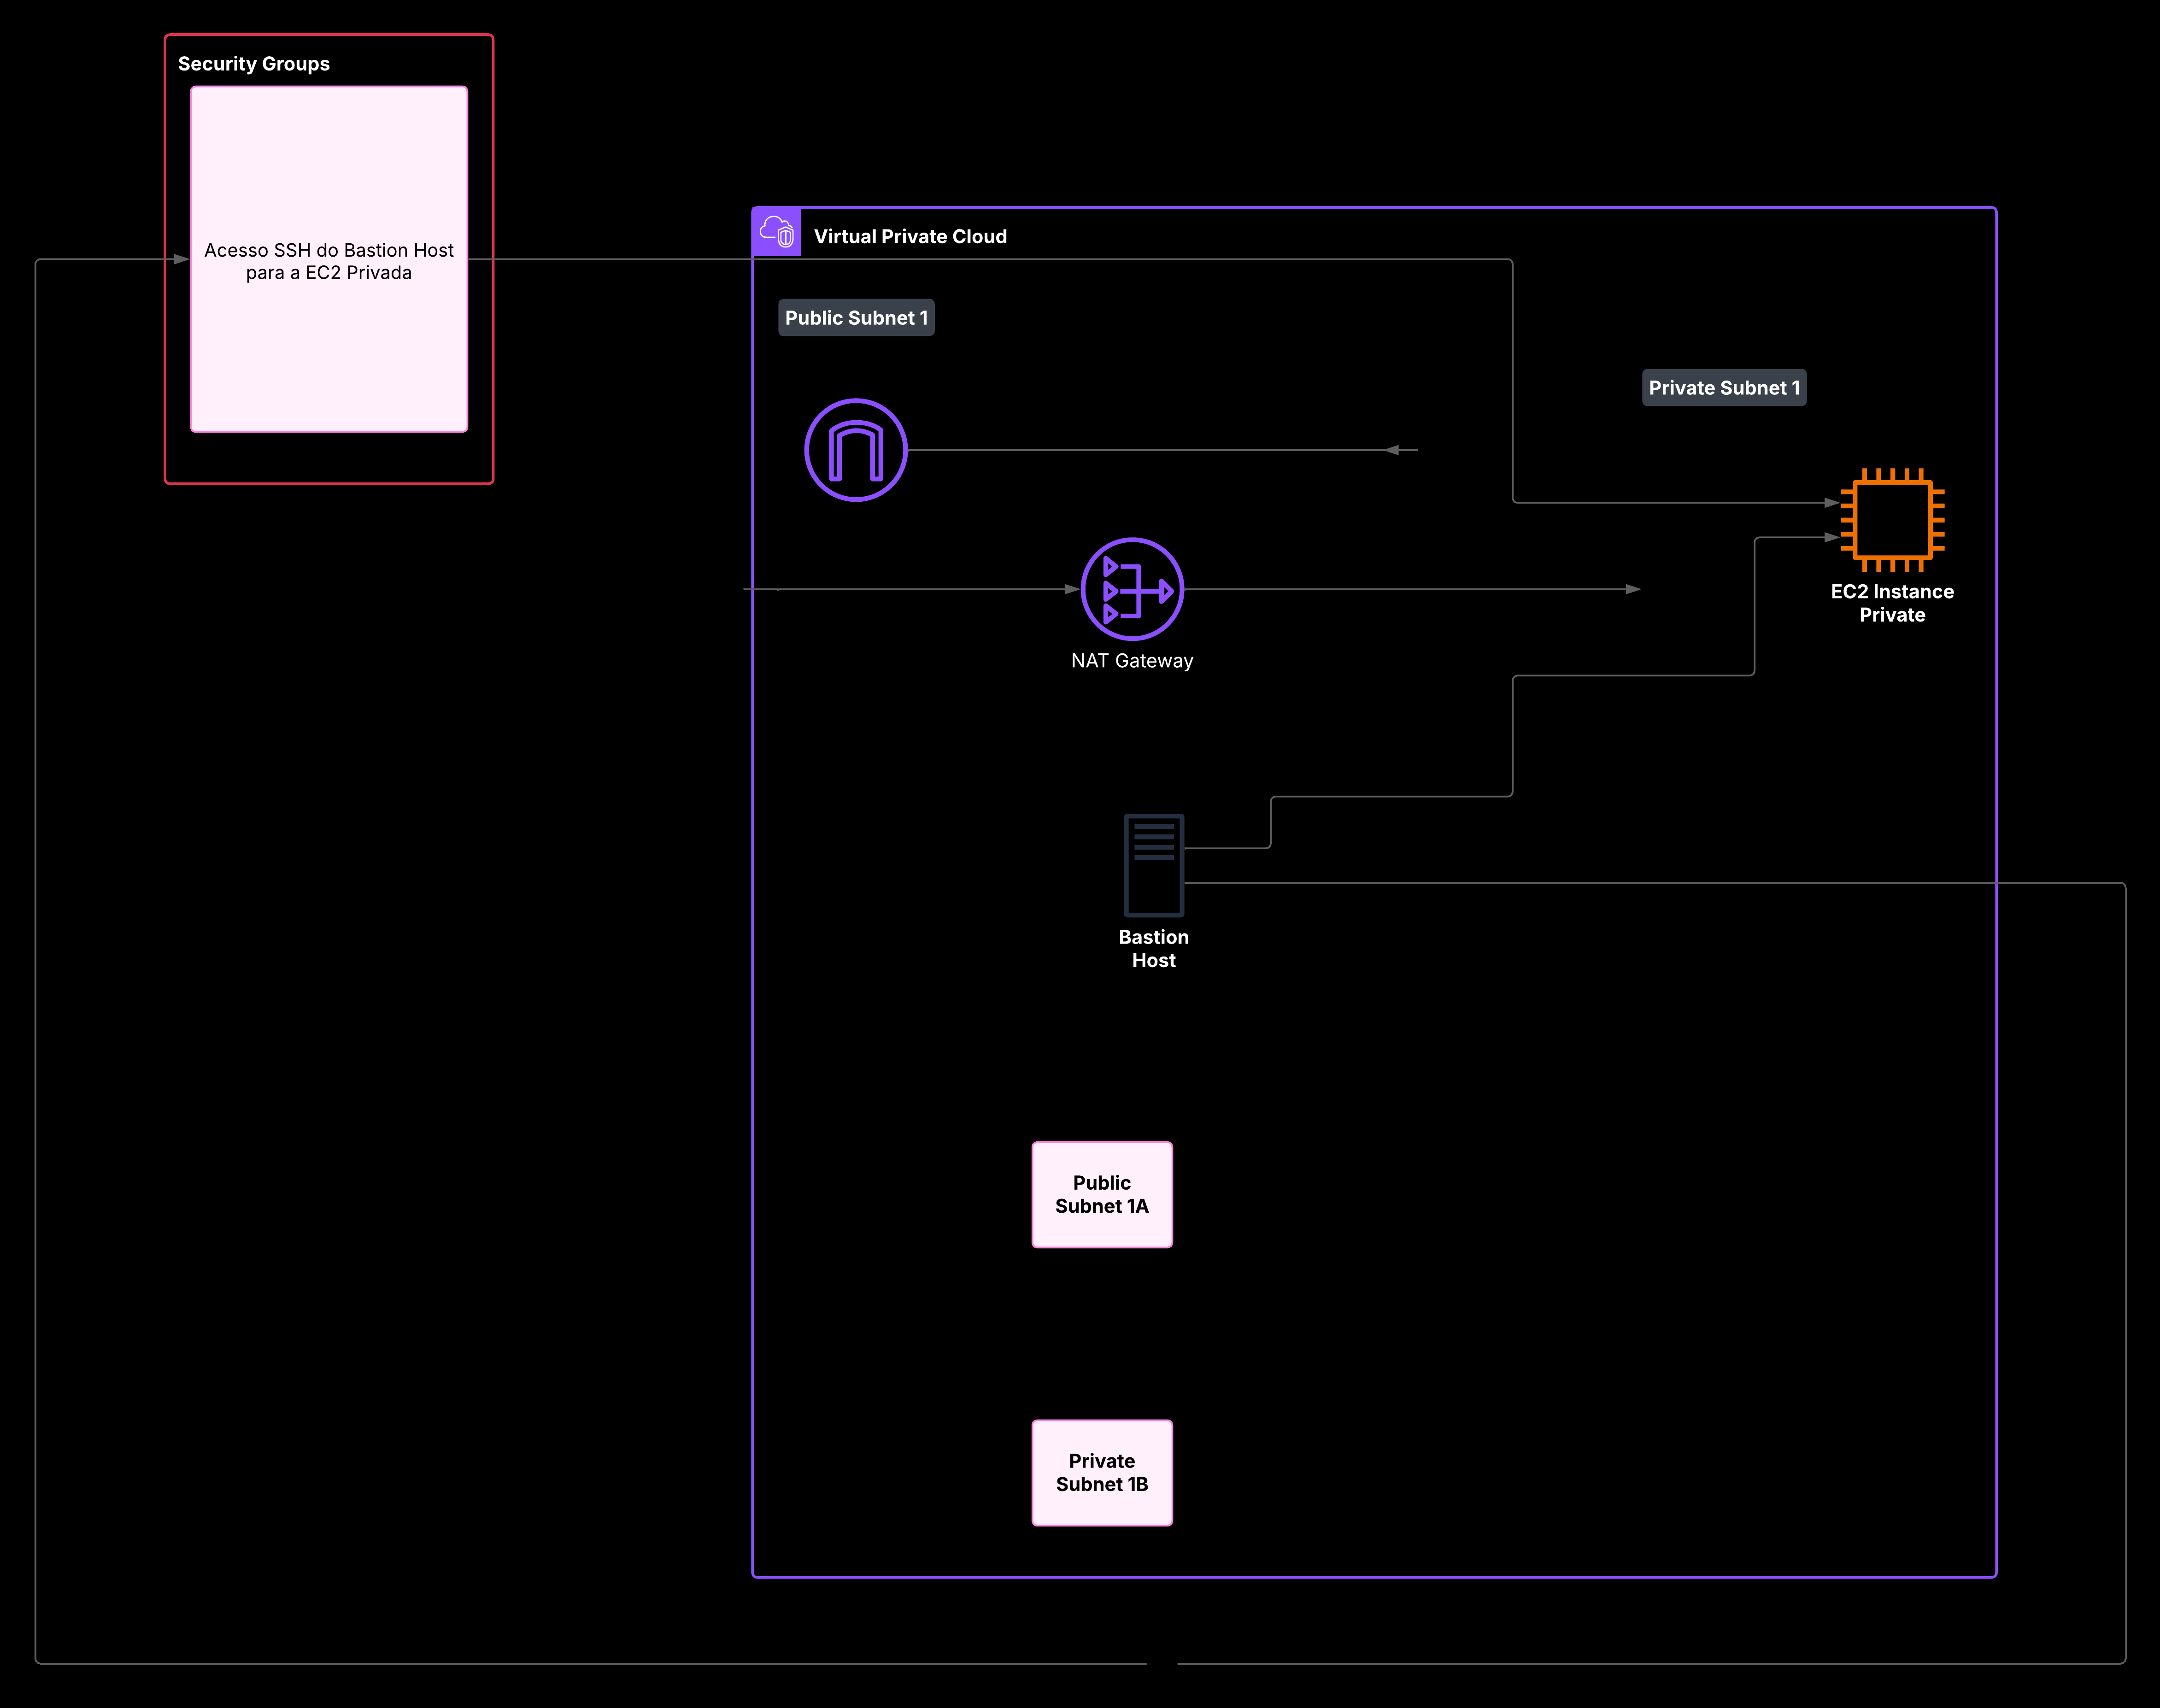 Security Groups
Acesso SSH do Bastion Host
para a EC2 Privada
Virtual Private Cloud
Public Subnet 1
Private Subnet 1
EC2 Instance
Private
NAT Gateway
Bastion
Host
Public
Subnet 1A
Private
Subnet 1B